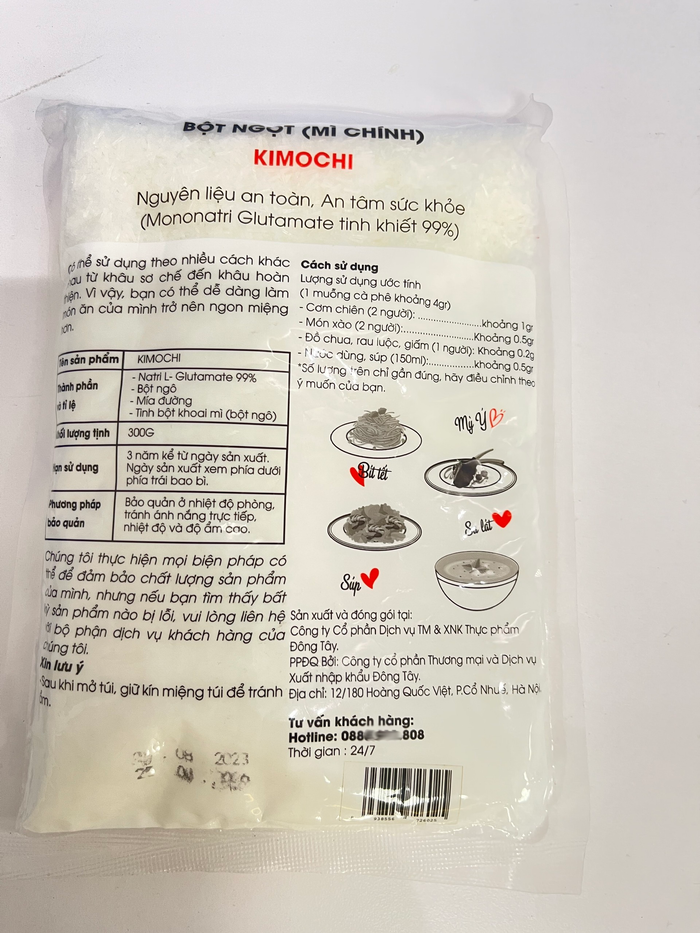 BỘT NGỌT (MÌ CHÍNH)
KIMOCHI
Nguyên liệu an toàn, An tâm sức khỏe
(Mononatri Glutamate tinh khiết 99%)
thể sử dụng theo nhiều cách khác
từ khâu sơ chế đến khâu hoàn
Vì vậy, bạn có thể dễ dàng làm
món ăn của mình trở nên ngon miệng
hơn.
Tên sản phẩm KIMOCHI
Thành phần
và tỉ lệ
- Natri L- Glutamate 99%
- Bột ngô
- Mía đường
- Tinh bột khoai mì (bột ngô)
Khối lượng tịnh 300G
Hạn sử dụng
3 năm kể từ ngày sản xuất.
Ngày sản xuất xem phía dưới
phía trái bao bì.
Phương pháp
bảo quản
Bảo quản ở nhiệt độ phòng,
tránh ánh nắng trực tiếp,
nhiệt độ và độ ẩm cao.
Chúng tôi thực hiện mọi biện pháp có
thể để đảm bảo chất lượng sản phẩm
của mình, nhưng nếu bạn tìm thấy bất
kỳ sản phẩm nào bị lỗi, vui lòng liên hệ
tới bộ phận dịch vụ khách hàng của
chúng tôi.
Xin lưu ý
-Sau khi mở túi, giữ kín miệng túi để tránh
ẩm.
08 2023
Cách sử dụng
Lượng sử dụng ước tính
(1 muỗng cà phê khoảng 4gr)
- Cơm chiên (2 người): ......................khoảng 1gr
- Món xào (2 người):........................Khoảng 0.5gr
- Đồ chua, rau luộc, giấm (1 người): Khoảng 0.2g
- Nước dùng, súp (150ml):................khoảng 0.5gr
*Số lượng trên chỉ gần đúng, hãy điều chỉnh theo
ý muốn của bạn.
Mỳ Ý
Bít tết
Sa lát
Súp
Sản xuất và đóng gói tại:
Công ty Cổ phần Dịch vụ TM & XNK Thực phẩm
Đông Tây.
PPĐQ Bởi: Công ty cổ phần Thương mại và Dịch vụ
Xuất nhập khẩu Đông Tây.
Địa chỉ: 12/180 Hoàng Quốc Việt, P.Cổ Nhuế, Hà Nội
Tư vấn khách hàng:
Hotline: 088 .808
Thời gian : 24/7